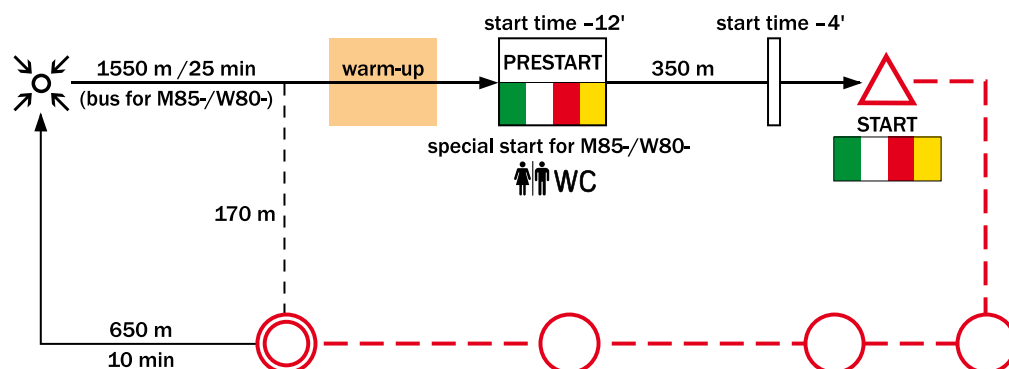 start time –12'
start time –4'
1550 m /25 min
(bus for M85-/W80-)
warm-up
PRESTART
350 m
START
special start for M85-/W80-
WC
170 m
650 m
10 min